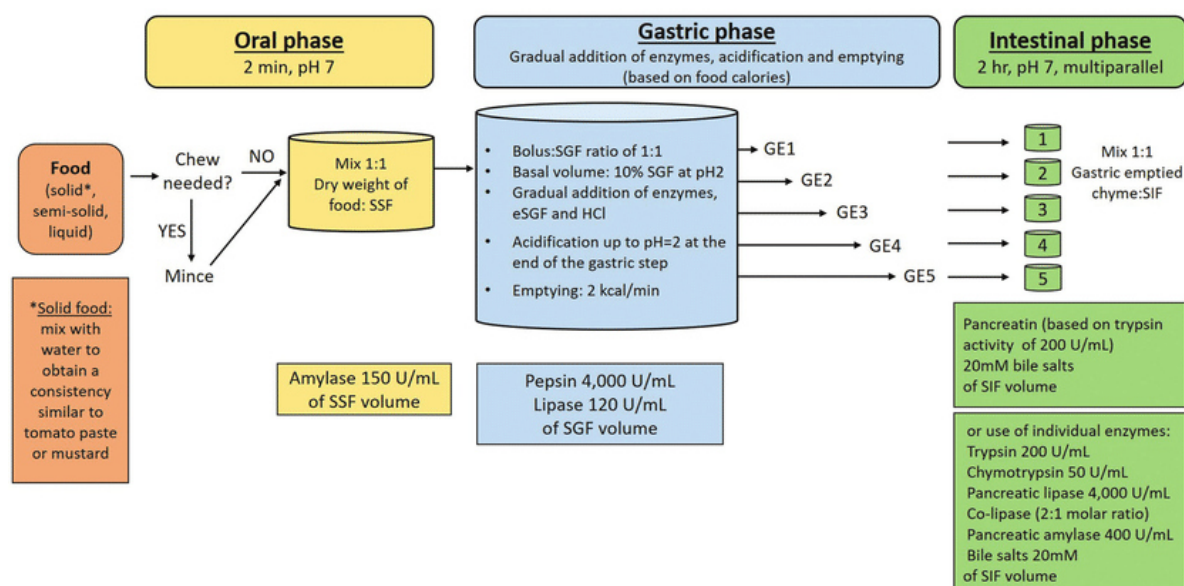 Oral phase
2 min, pH 7
Gastric phase
Gradual addition of enzymes, acidification and emptying
(based on food calories)
Intestinal phase
2 hr, pH 7, multiparallel
Food
(solid*,
semi-solid,
liquid)
Chew
needed?
NO
YES
Mince
Mix 1:1
Dry weight of
food: SSF
• Bolus:SGF ratio of 1:1
• Basal volume: 10% SGF at pH2
• Gradual addition of enzymes,
eSGF and HCl
• Acidification up to pH=2 at the
end of the gastric step
• Emptying: 2 kcal/min
GE1
GE2
GE3
GE4
GE5
1
2
3
4
5
Mix 1:1
Gastric emptied
chyme:SIF
*Solid food:
mix with
water to
obtain a
consistency
similar to
tomato paste
or mustard
Amylase 150 U/mL
of SSF volume
Pepsin 4,000 U/mL
Lipase 120 U/mL
of SGF volume
Pancreatin (based on trypsin
activity of 200 U/mL)
20mM bile salts
of SIF volume
or use of individual enzymes:
Trypsin 200 U/mL
Chymotrypsin 50 U/mL
Pancreatic lipase 4,000 U/mL
Co-lipase (2:1 molar ratio)
Pancreatic amylase 400 U/mL
Bile salts 20mM
of SIF volume